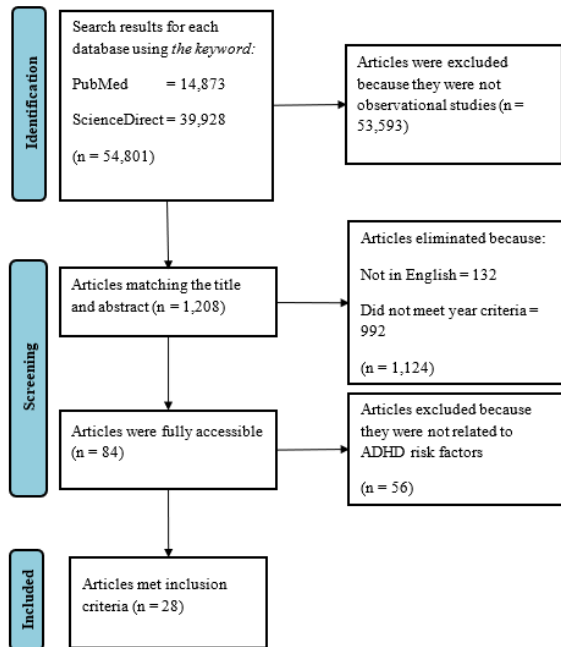 Identification
Search results for each
database using the keyword:
PubMed = 14,873
ScienceDirect = 39,928
(n = 54,801)
Articles were excluded
because they were not
observational studies (n =
53,593)
Screening
Articles matching the title
and abstract (n = 1,208)
Articles eliminated because:
Not in English = 132
Did not meet year criteria =
992
(n = 1,124)
Articles were fully accessible
(n = 84)
Articles excluded because
they were not related to
ADHD risk factors
(n = 56)
Included
Articles met inclusion
criteria (n = 28)